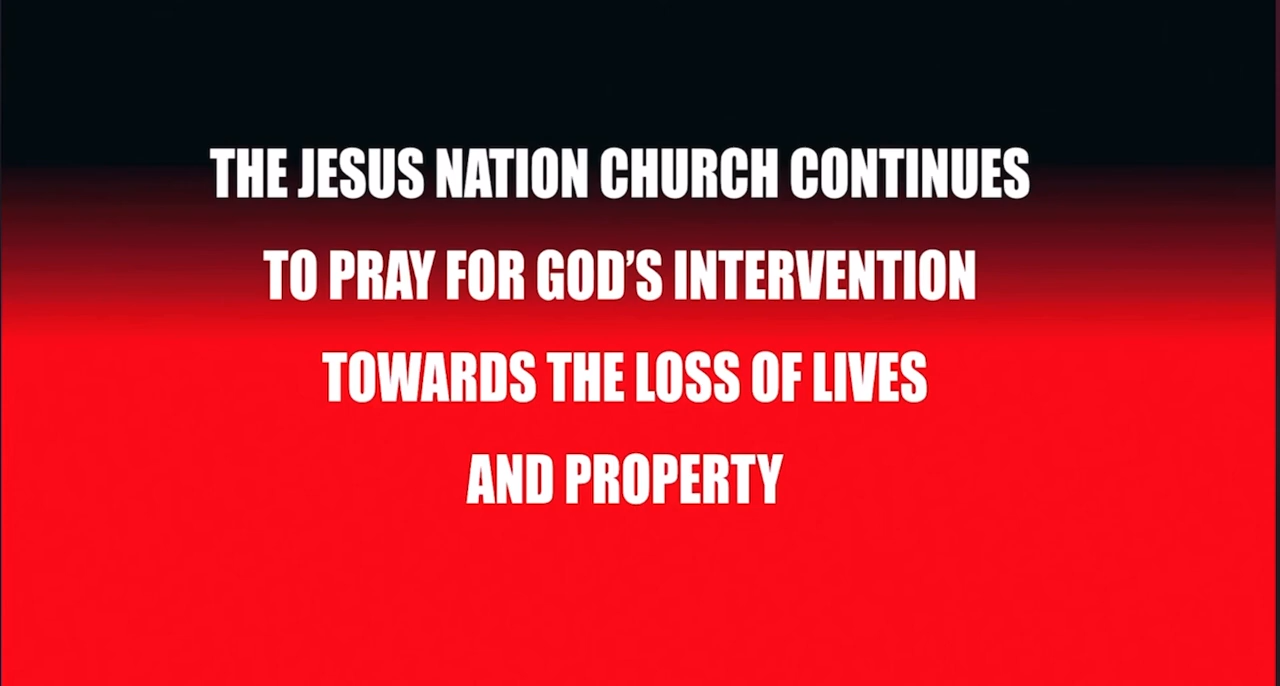 THE JESUS NATION CHURCH CONTINUES
TO PRAY FOR GOD’S INTERVENTION
TOWARDS THE LOSS OF LIVES
AND PROPERTY